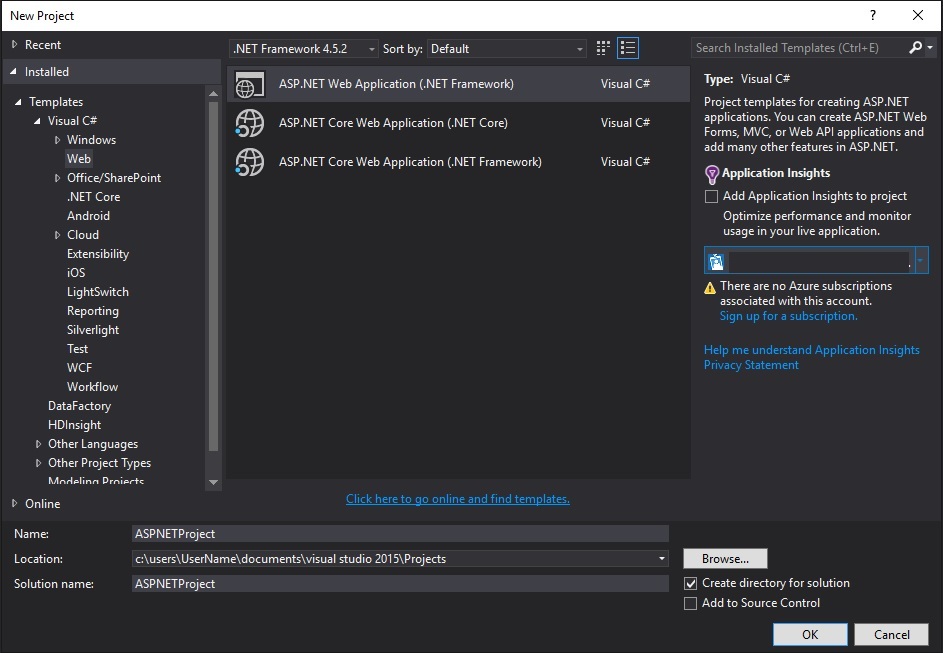 New Project
?
Recent
Installed
.NET Framework 4.5.2
Sort by:
Default
Search Installed Templates (Ctrl+E)
Templates
Visual C#
Windows
Web
Office/SharePoint
.NET Core
Android
Cloud
Extensibility
iOS
LightSwitch
Reporting
Silverlight
Test
WCF
Workflow
DataFactory
HDInsight
Other Languages
Other Project Types
Modeling Projects
Online
ASP.NET Web Application (.NET Framework) Visual C#
ASP.NET Core Web Application (.NET Core) Visual C#
ASP.NET Core Web Application (.NET Framework) Visual C#
Click here to go online and find templates.
Type: Visual C#
Project templates for creating ASP.NET
applications. You can create ASP.NET Web
Forms, MVC, or Web API applications and
add many other features in ASP.NET.
Application Insights
Add Application Insights to project
Optimize performance and monitor
usage in your live application.
There are no Azure subscriptions
associated with this account.
Sign up for a subscription.
Help me understand Application Insights
Privacy Statement
Name: ASPNETProject
Location: c:\users\UserName\documents\visual studio 2015\Projects
Browse...
Solution name: ASPNETProject
Create directory for solution
Add to Source Control
OK
Cancel